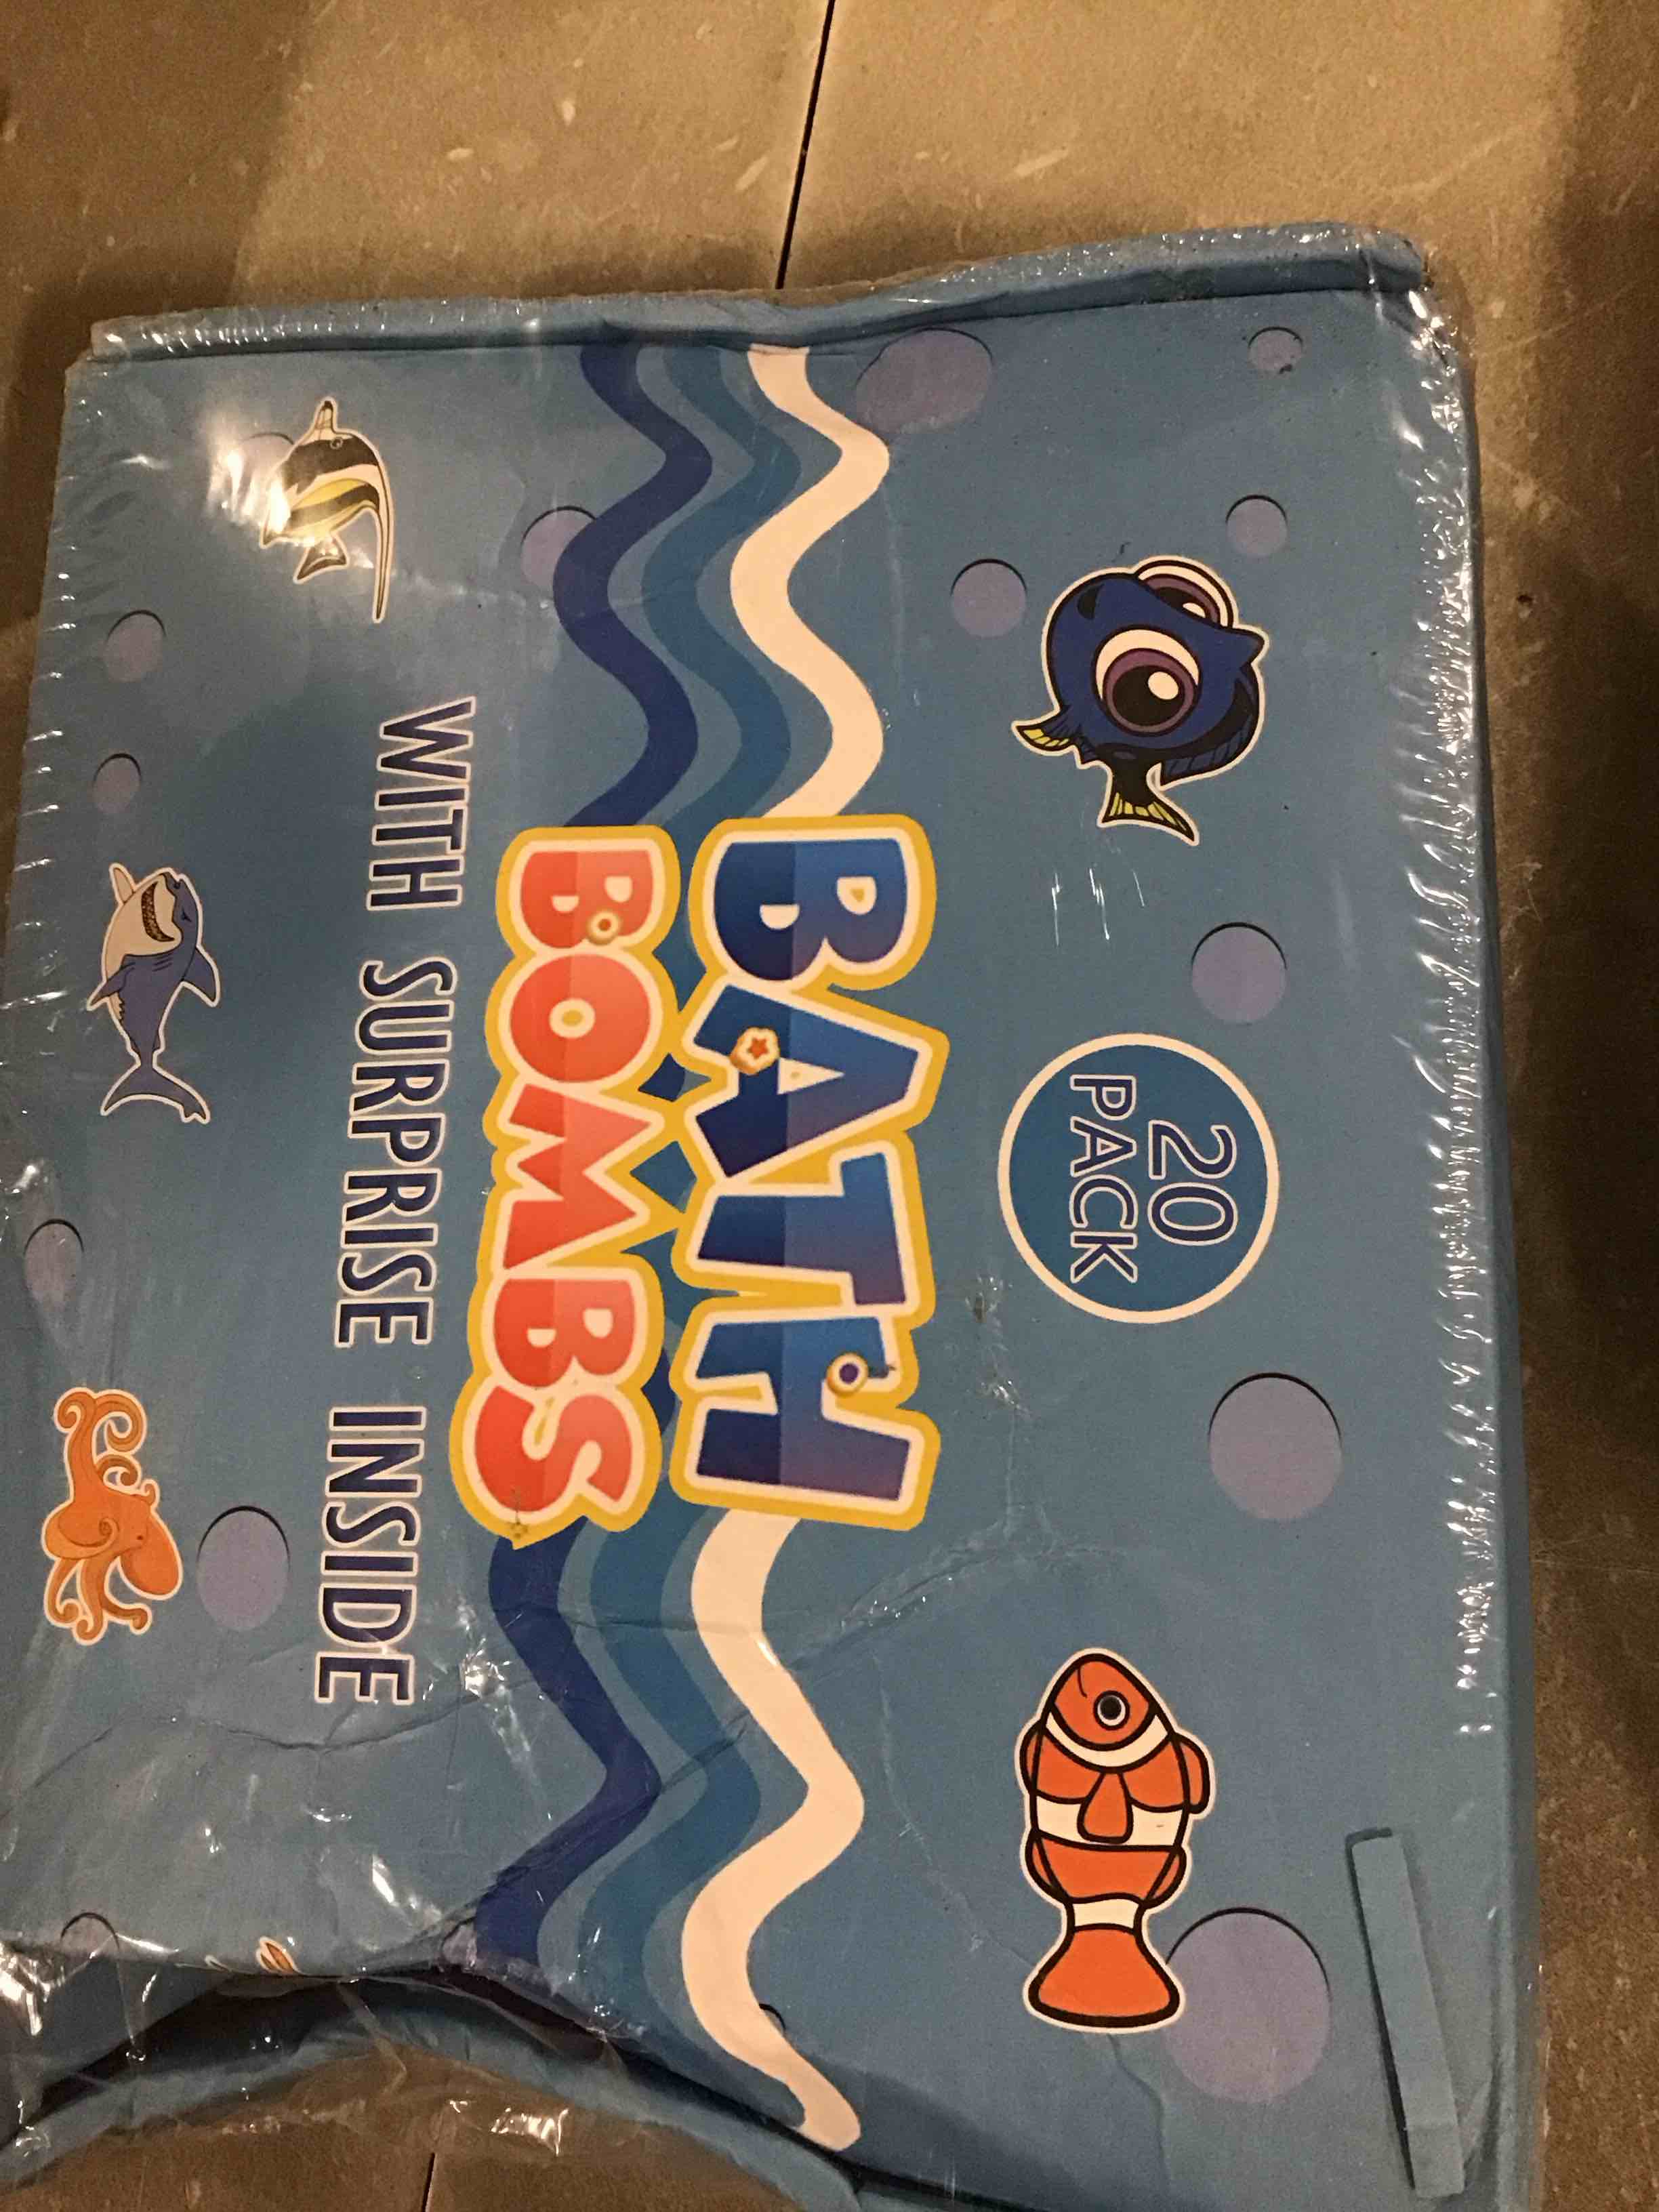 20
PACK
BATH
BOMBS
WITH SURPRISE INSIDE